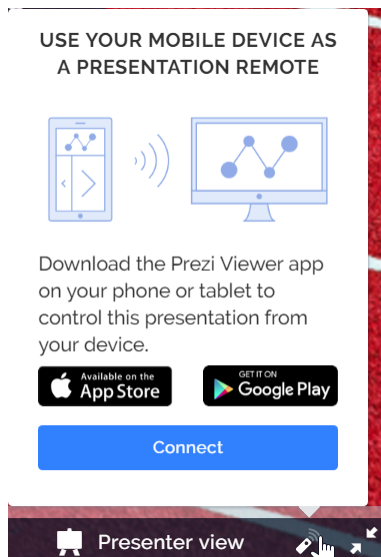 USE YOUR MOBILE DEVICE AS
A PRESENTATION REMOTE
Download the Prezi Viewer app
on your phone or tablet to
control this presentation from
your device.
Available on the
App Store
GET IT ON
Google Play
Connect
Presenter view